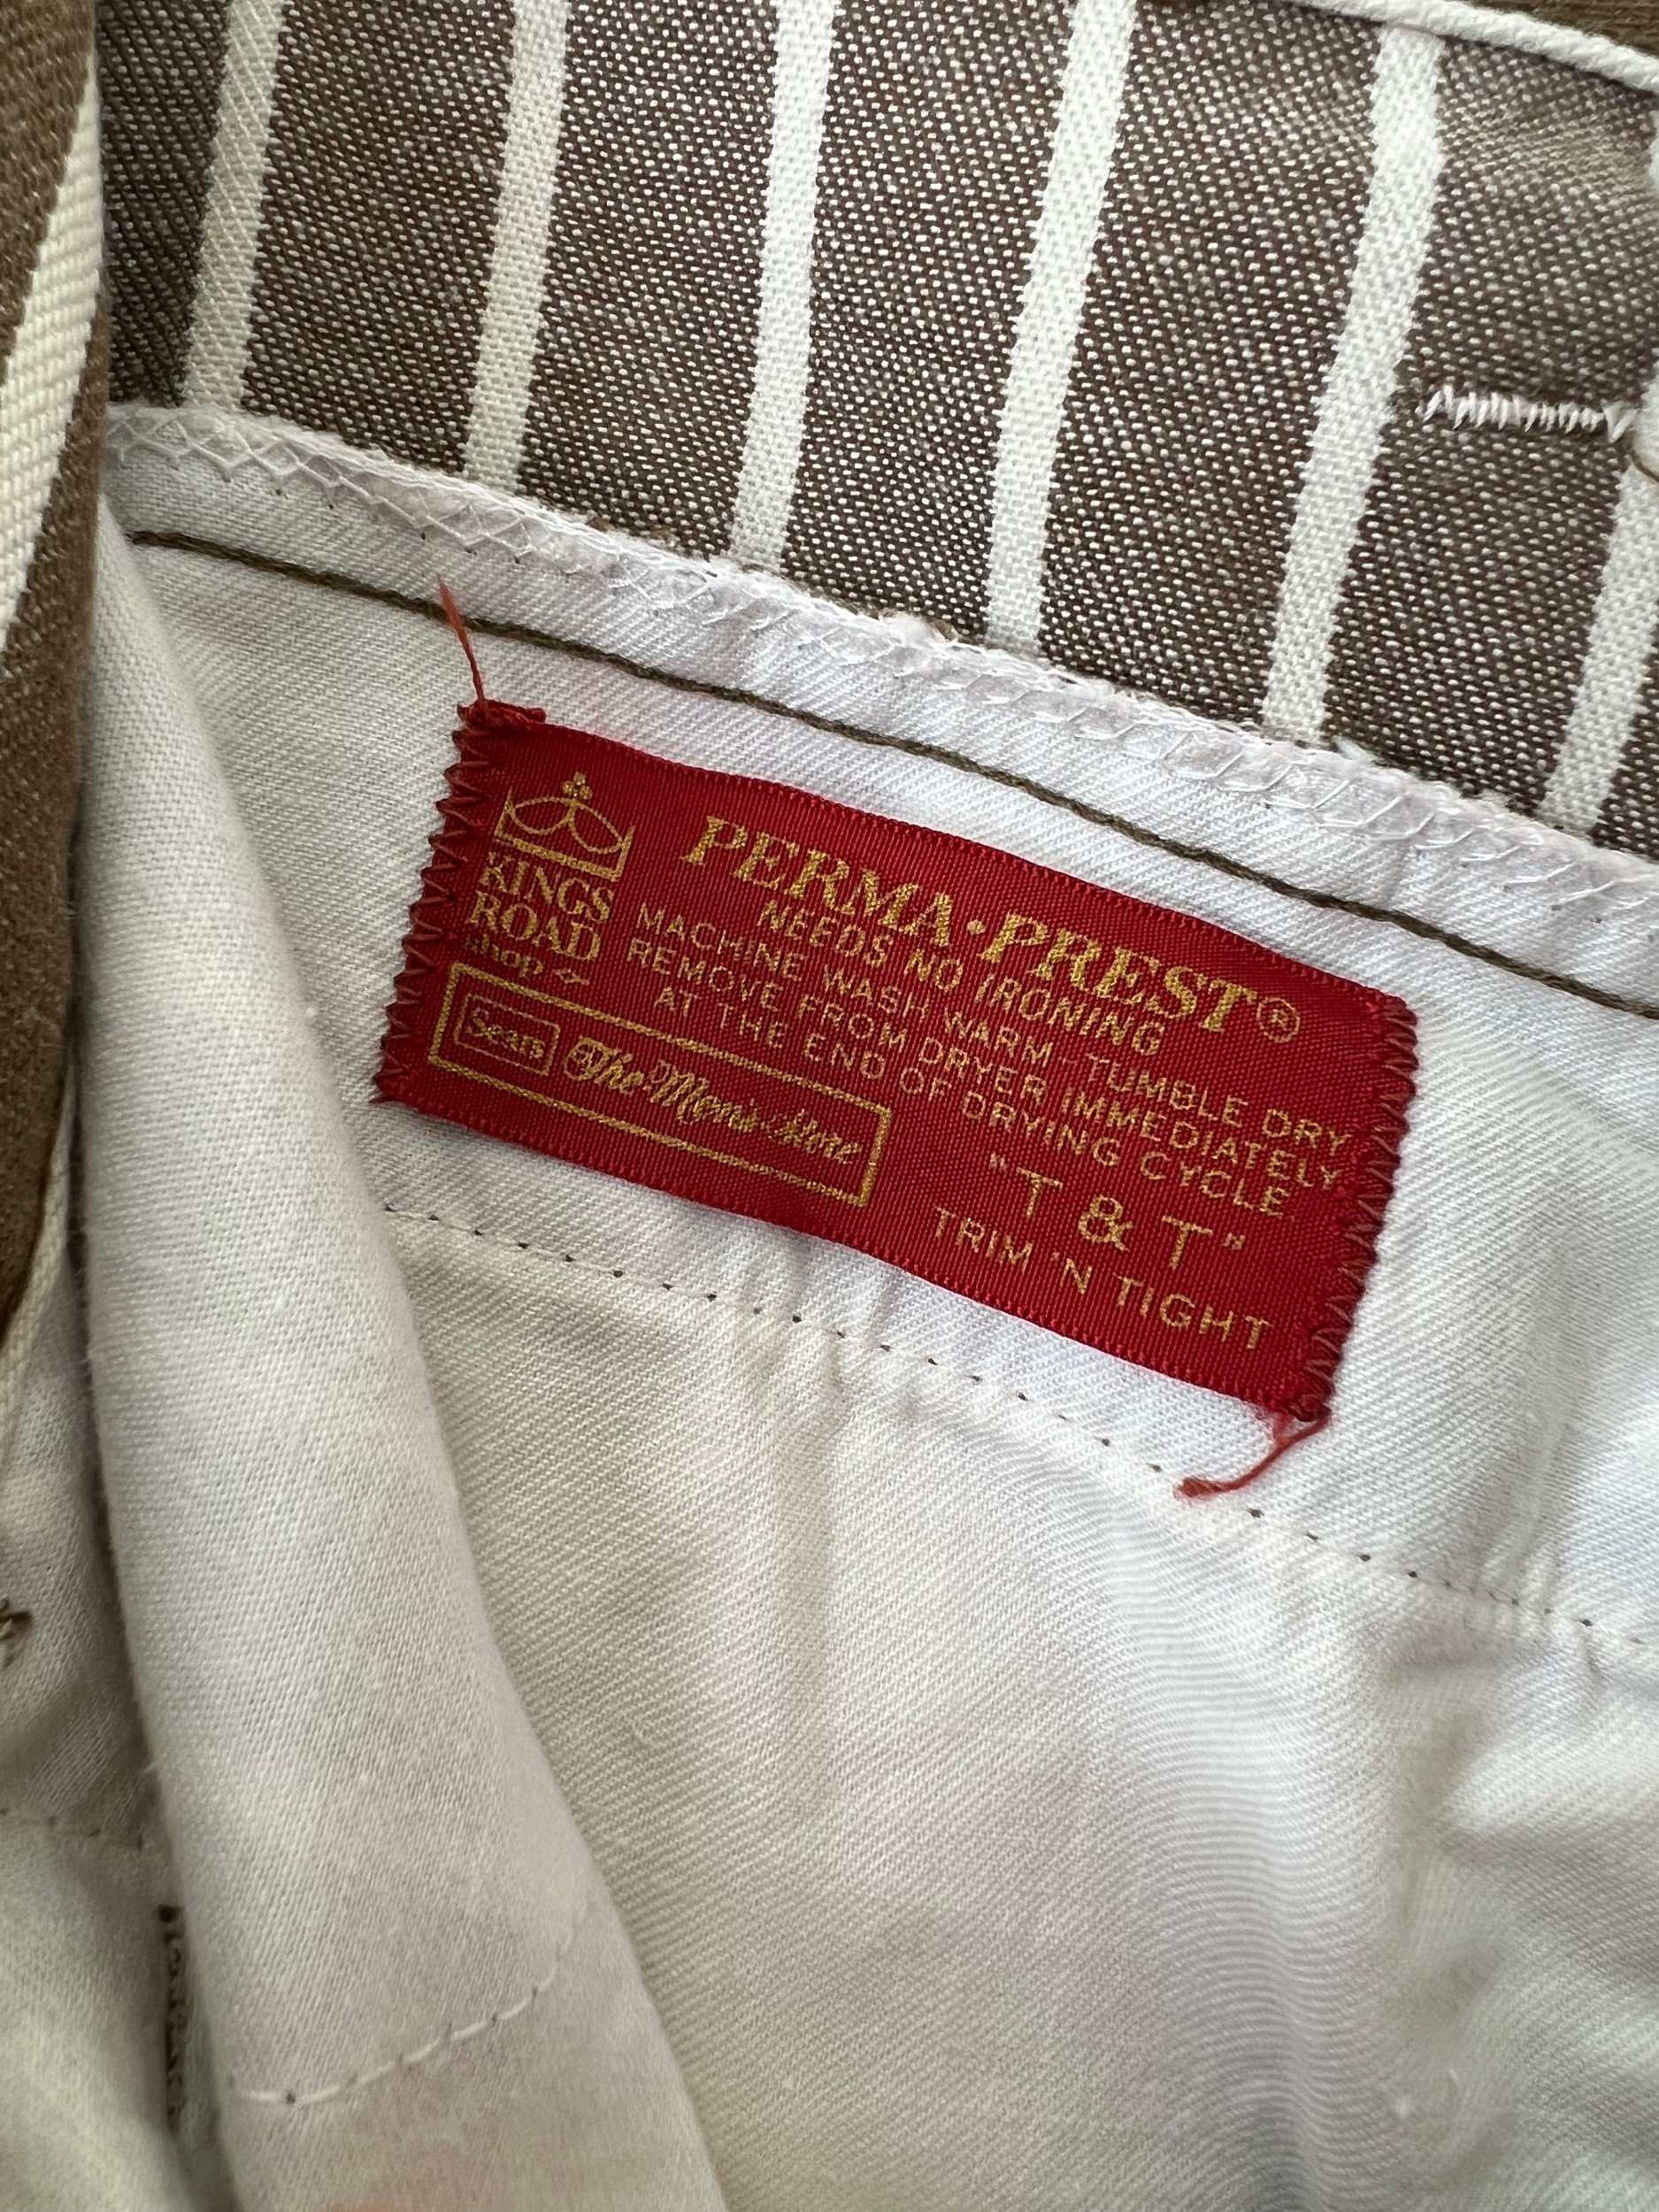 KINGS
ROAD
shop
Sears The Men's store
PERMA•PREST®
NEEDS NO IRONING
MACHINE WASH WARM. TUMBLE DRY
REMOVE FROM DRYER IMMEDIATELY
AT THE END OF DRYING CYCLE.
"T & T"
TRIM 'N TIGHT